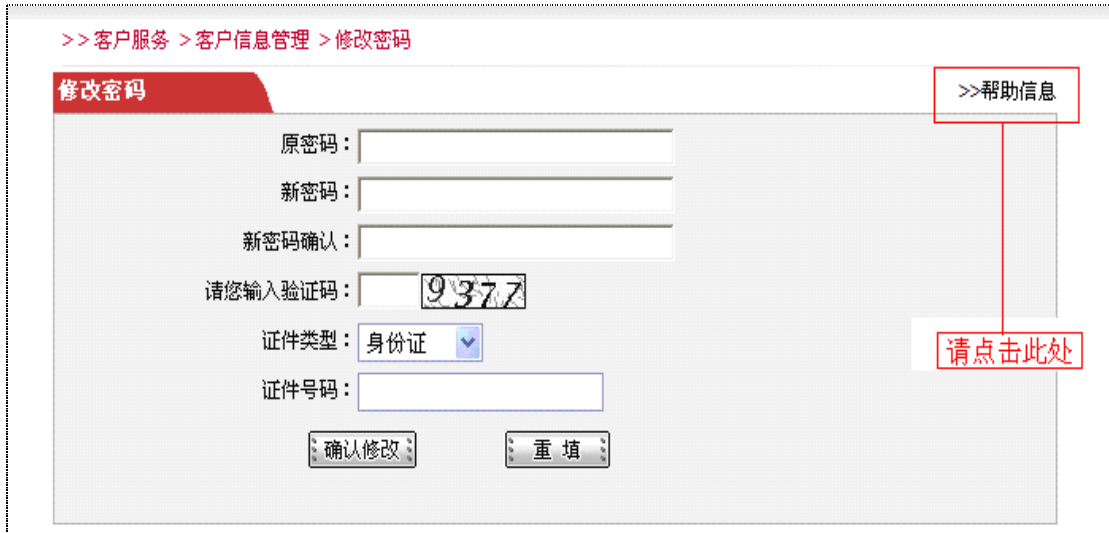 >>客户服务 >客户信息管理 >修改密码
修改密码
>>帮助信息
原密码：
新密码：
新密码确认：
请您输入验证码： 9377
证件类型： 身份证
请点击此处
证件号码：
确认修改 重 填